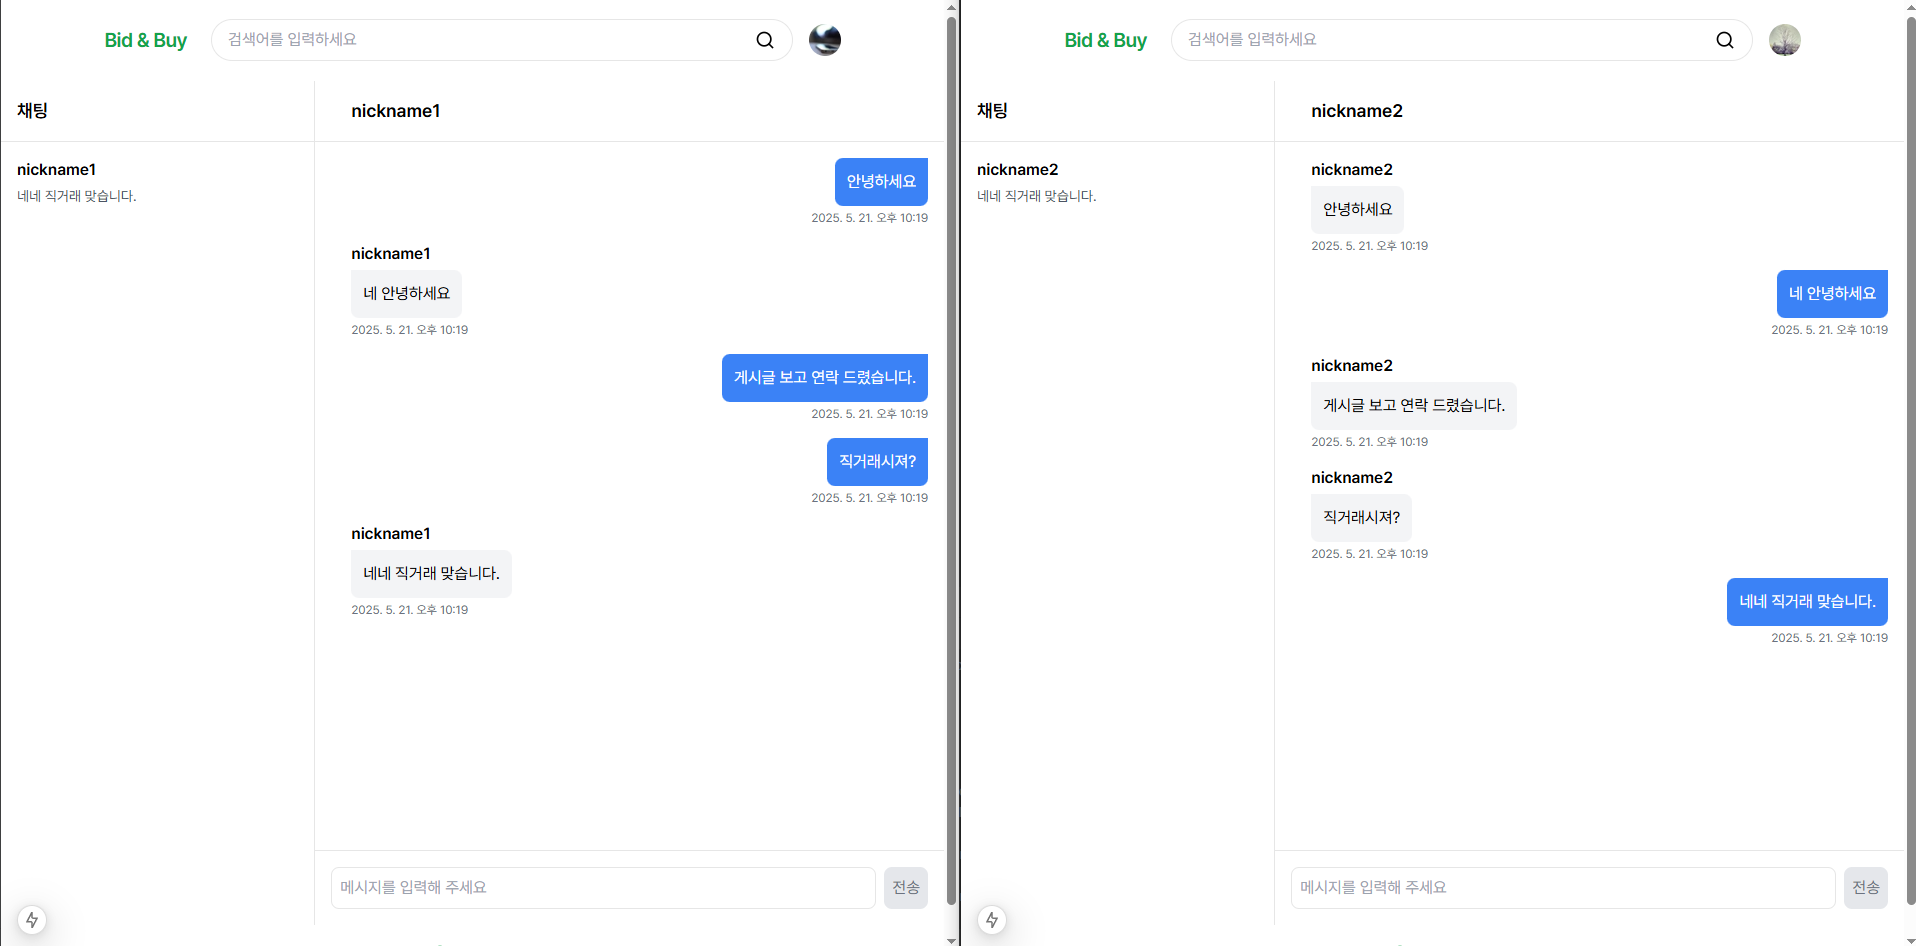 Bid & Buy
검색어를 입력하세요
채팅
nickname1
네네 직거래 맞습니다.
nickname1
안녕하세요
2025. 5. 21. 오후 10:19
nickname1
네 안녕하세요
2025. 5. 21. 오후 10:19
게시글 보고 연락 드렸습니다.
2025. 5. 21. 오후 10:19
직거래시져?
2025. 5. 21. 오후 10:19
nickname1
네네 직거래 맞습니다.
2025. 5. 21. 오후 10:19
메시지를 입력해 주세요
전송
Bid & Buy
검색어를 입력하세요
채팅
nickname2
네네 직거래 맞습니다.
nickname2
nickname2
안녕하세요
2025. 5. 21. 오후 10:19
네 안녕하세요
2025. 5. 21. 오후 10:19
nickname2
게시글 보고 연락 드렸습니다.
2025. 5. 21. 오후 10:19
nickname2
직거래시져?
2025. 5. 21. 오후 10:19
네네 직거래 맞습니다.
2025. 5. 21. 오후 10:19
메시지를 입력해 주세요
전송